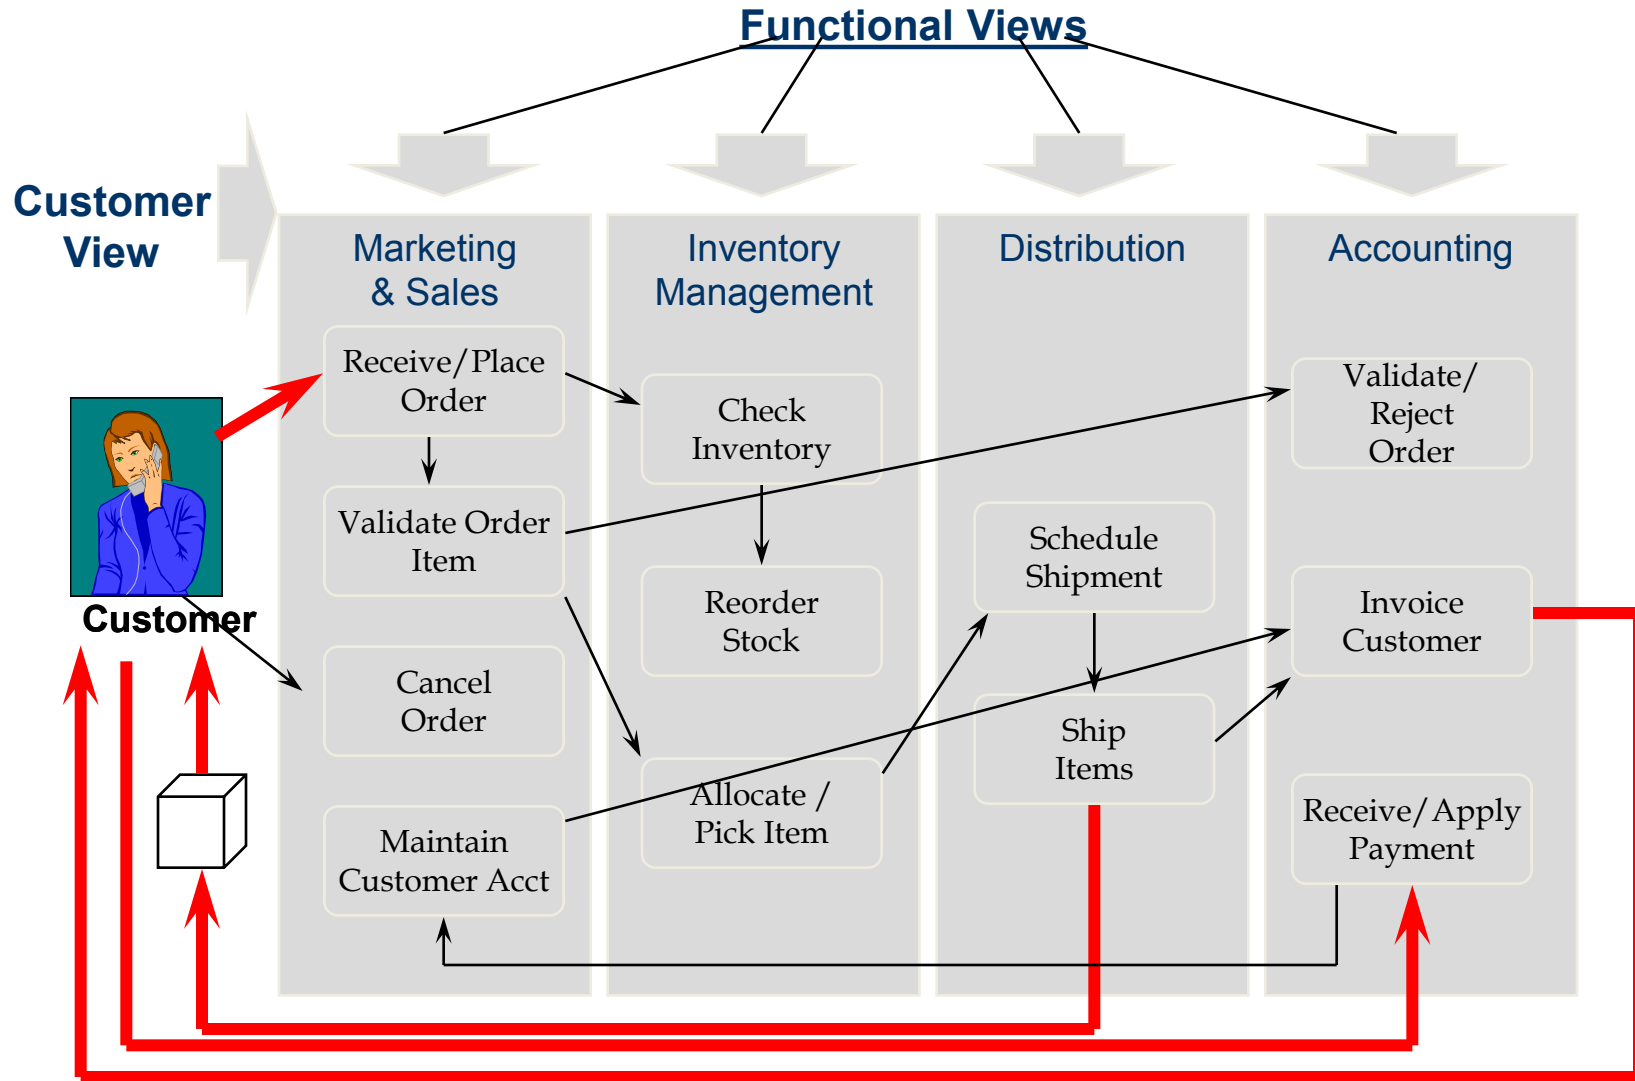 Functional Views
Customer
View
Marketing
& Sales
Receive/Place
Order
Validate Order
Item
Cancel
Order
Maintain
Customer Acct
Inventory
Management
Check
Inventory
Reorder
Stock
Allocate /
Pick Item
Distribution
Schedule
Shipment
Ship
Items
Accounting
Validate/
Reject
Order
Invoice
Customer
Receive/Apply
Payment
Customer